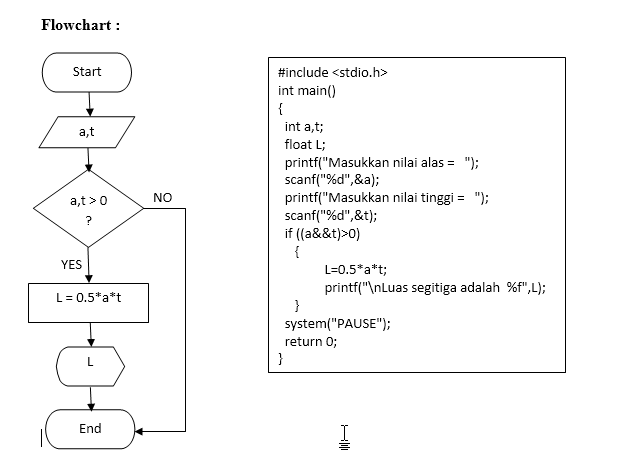 Flowchart :
Start
a,t
a,t > 0
?
NO
YES
L = 0.5*a*t
L
End
#include <stdio.h>
int main()
{
int a,t;
float L;
printf("Masukkan nilai alas =  ");
scanf("%d",&a);
printf("Masukkan nilai tinggi =  ");
scanf("%d",&t);
if ((a&&t)>0)
{
L=0.5*a*t;
printf("\nLuas segitiga adalah  %f",L);
}
system("PAUSE");
return 0;
}